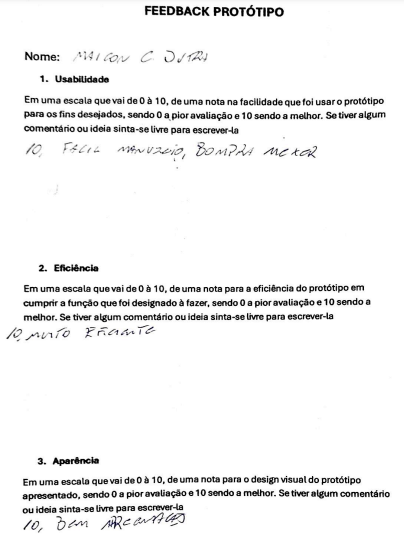 FEEDBACK PROTÓTIPO
Nome: MAICON C DUTRA
1. Usabilidade
Em uma escala que vai de 0 à 10, de uma nota na facilidade que foi usar o protótipo
para os fins desejados, sendo 0 a pior avaliação e 10 sendo a melhor. Se tiver algum
comentário ou ideia sinta-se livre para escrever-la
10, FACIL MANUZEIO, BOM PRA MEXER
2. Eficiência
Em uma escala que vai de 0 à 10, de uma nota para a eficiência do protótipo em
cumprir a função que foi designado à fazer, sendo 0 a pior avaliação e 10 sendo a
melhor. Se tiver algum comentário ou ideia sinta-se livre para escrever-la
10, MUITO EFICIENTE
3. Aparência
Em uma escala que vai de 0 à 10, de uma nota para o design visual do protótipo
apresentado, sendo 0 a pior avaliação e 10 sendo a melhor. Se tiver algum comentário
ou ideia sinta-se livre para escrever-la
10, BEM